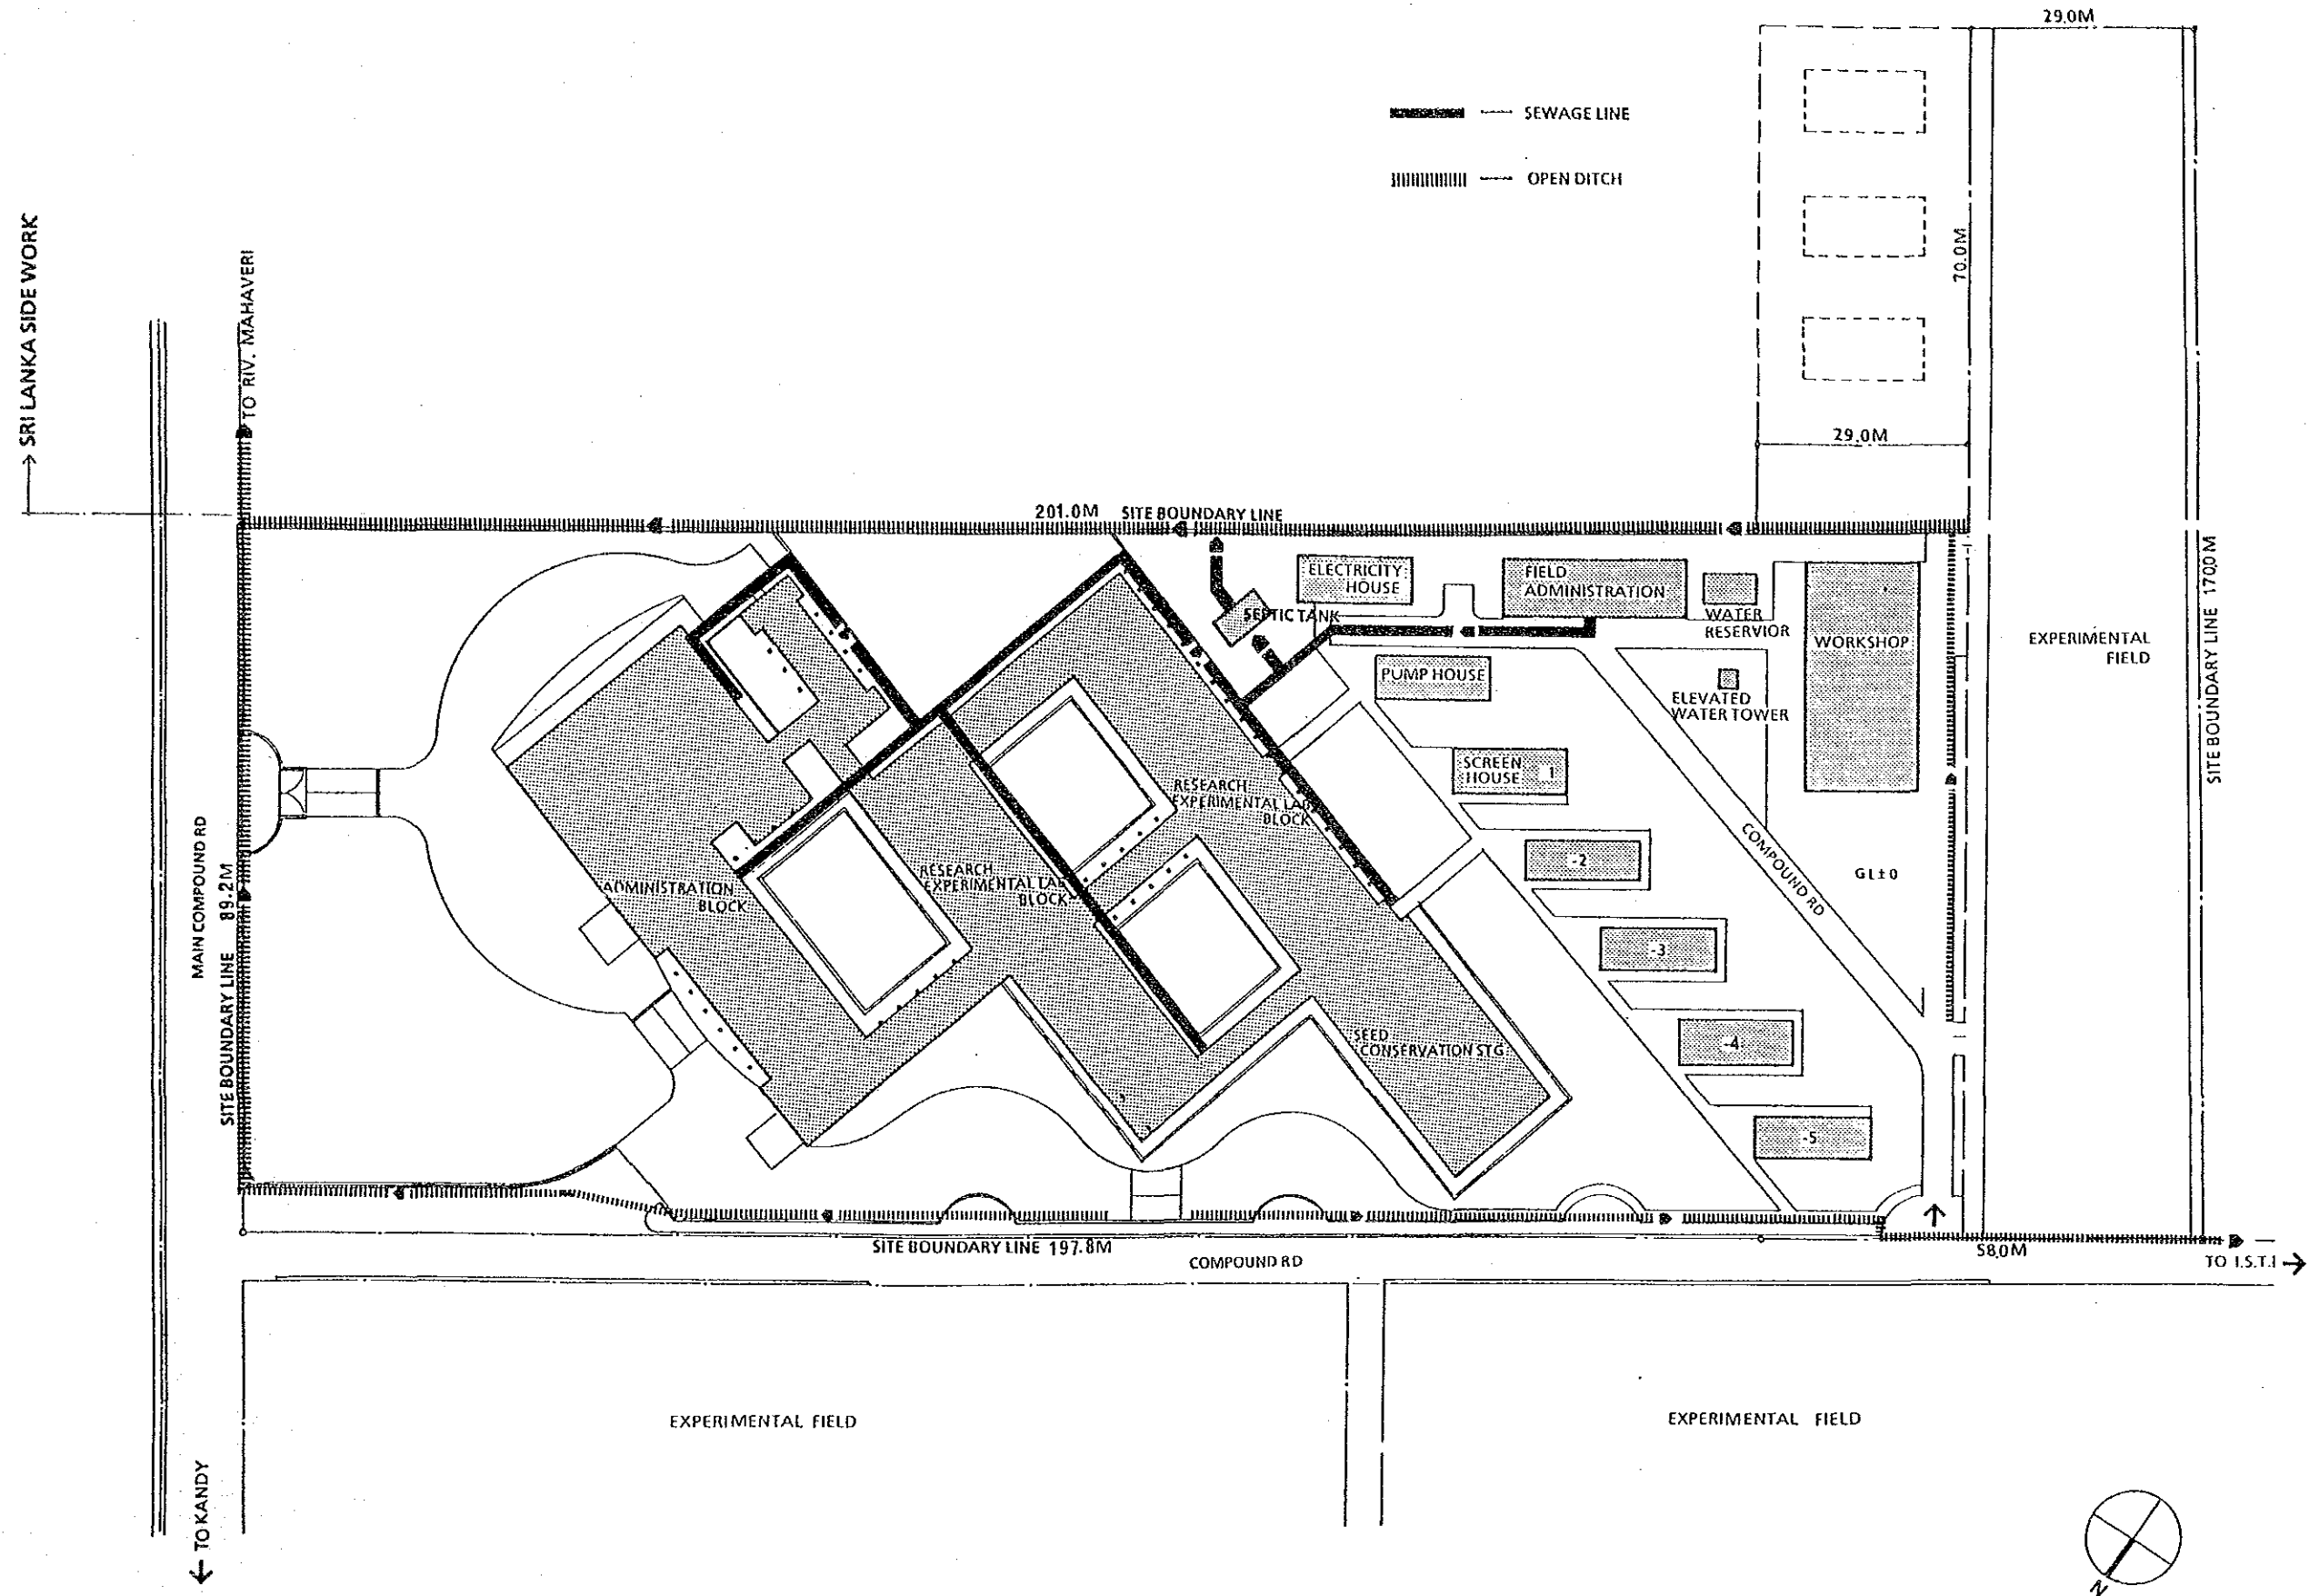 29.0M
SEWAGE LINE
OPEN DITCH
→ SRI LANKA SIDE WORK
TO RIV. MAHAVERI
70.0M
29.0M
201.0M SITE BOUNDARY LINE
ELECTRICITY
HOUSE
FIELD
ADMINISTRATION
SEPTIC TANK
WATER
RESERVIOR
WORKSHOP
EXPERIMENTAL
FIELD
SITE BOUNDARY LINE 170.0M
PUMP HOUSE
ELEVATED
WATER TOWER
SCREEN
HOUSE 1
RESEARCH
EXPERIMENTAL LAB
BLOCK
COMPOUND RD
-2
GL±0
RESEARCH
EXPERIMENTAL LAB
BLOCK
ADMINISTRATION
BLOCK
MAIN COMPOUND RD
SITE BOUNDARY LINE 89.2M
-3
SEED
CONSERVATION STG
-4
-5
SITE BOUNDARY LINE 197.8M
COMPOUND RD
58.0M
TO I.S.T.I →
EXPERIMENTAL FIELD
EXPERIMENTAL FIELD
← TO KANDY
N